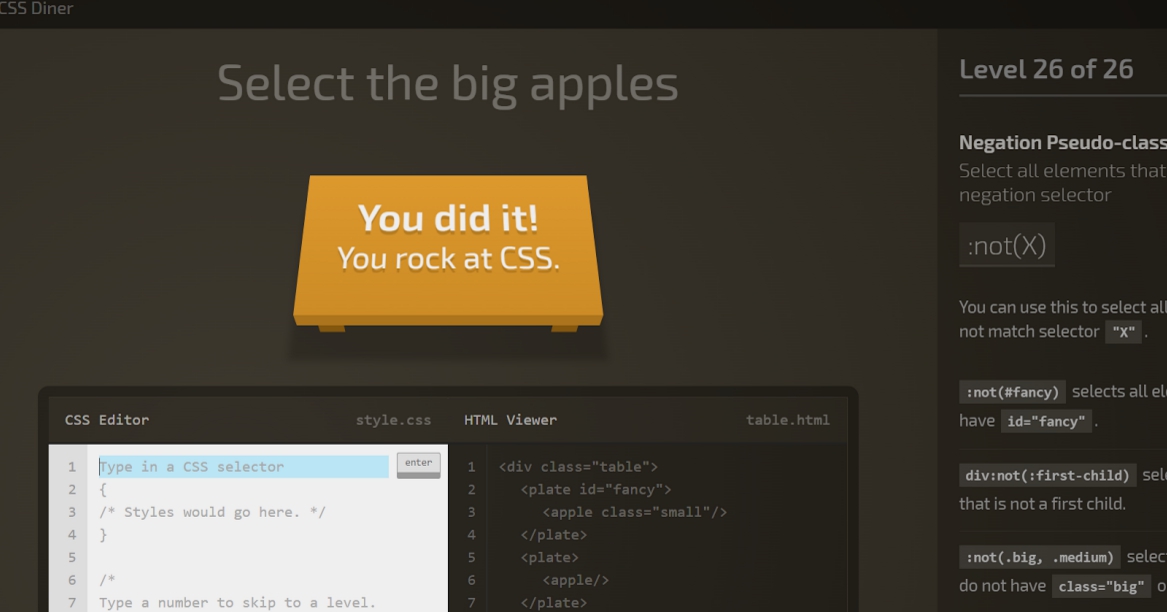 CSS Diner
Select the big apples
You did it!
You rock at CSS.
CSS Editor
style.css
1 Type in a CSS selector
enter
2 {
3 /* Styles would go here. */
4 }
5
6 /*
7 Type a number to skip to a level.
HTML Viewer
table.html
1 <div class="table">
2 <plate id="fancy">
3 <apple class="small"/>
4 </plate>
5 <plate>
6 <apple/>
7 </plate>
Level 26 of 26
Negation Pseudo-class
Select all elements that
negation selector
:not(X)
You can use this to select all
not match selector "X" .
:not(#fancy) selects all
have id="fancy" .
div:not(:first-child)
that is not a first child.
:not(.big, .medium)
do not have class="big"